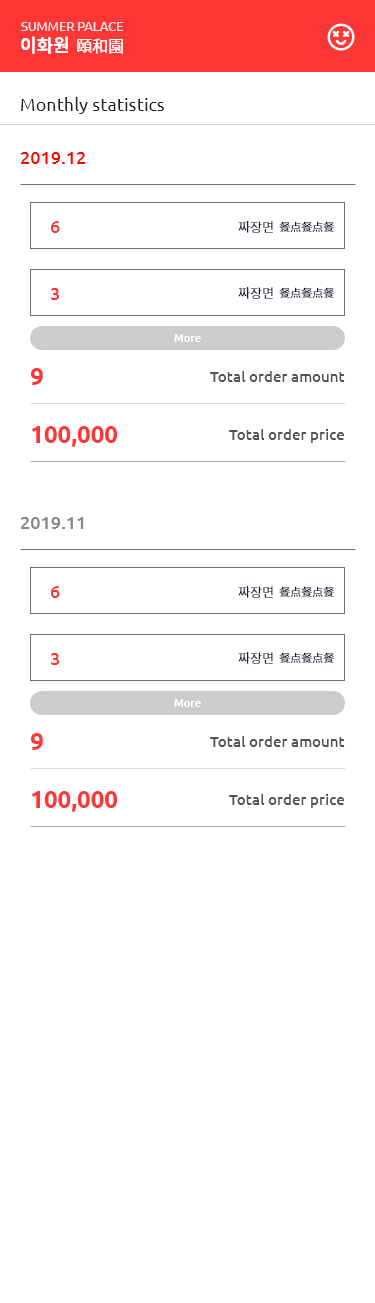 SUMMER PALACE
이화원 頤和園
Monthly statistics
2019.12
6 짜장면 餐点餐点餐
3 짜장면 餐点餐点餐
More
9 Total order amount
100,000 Total order price
2019.11
6 짜장면 餐点餐点餐
3 짜장면 餐点餐点餐
More
9 Total order amount
100,000 Total order price